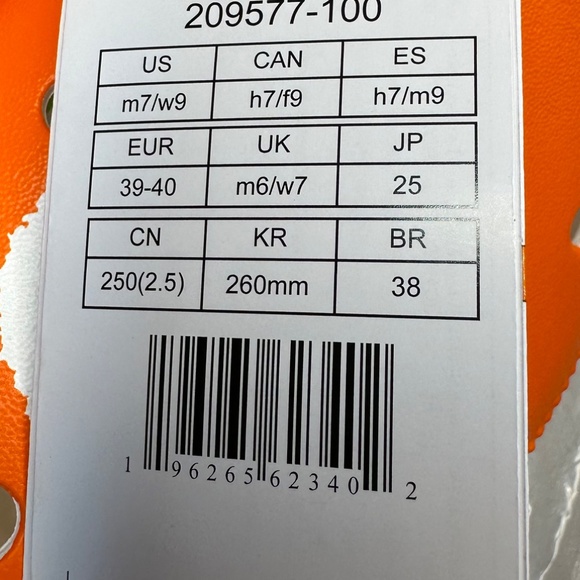 209577-100
US CAN ES
m7/w9 h7/f9 h7/m9
EUR UK JP
39-40 m6/w7 25
CN KR BR
250(2.5) 260mm 38
1 96265 62340 2